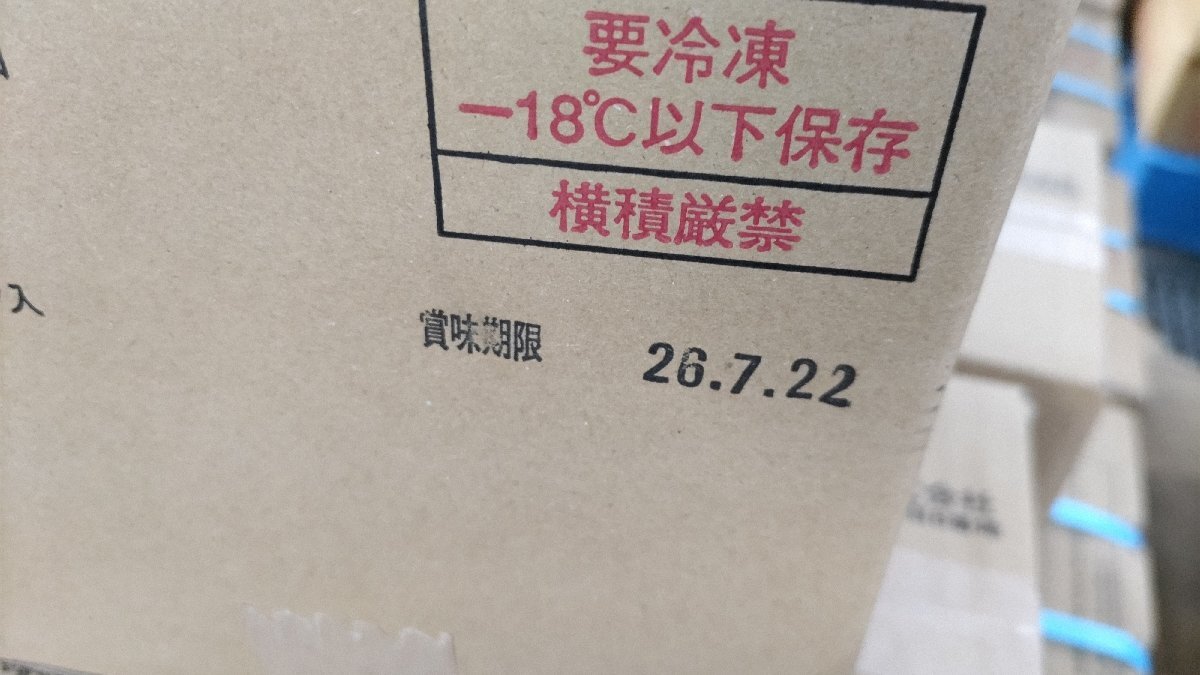 要冷凍
-18℃以下保存
横積厳禁
入
賞味期限 26.7.22